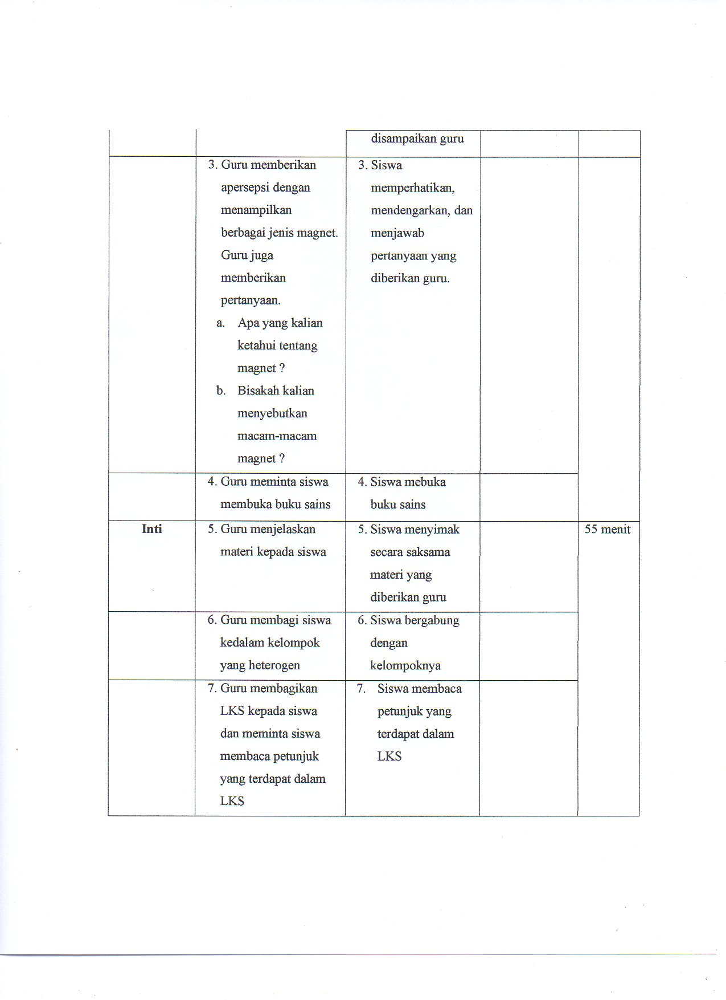 disampaikan guru
3. Guru memberikan
apersepsi dengan
menampilkan
berbagai jenis magnet.
Guru juga
memberikan
pertanyaan.
a. Apa yang kalian
ketahui tentang
magnet ?
b. Bisakah kalian
menyebutkan
macam-macam
magnet ?
3. Siswa
memperhatikan,
mendengarkan, dan
menjawab
pertanyaan yang
diberikan guru.
4. Guru meminta siswa
membuka buku sains
4. Siswa mebuka
buku sains
Inti
5. Guru menjelaskan
materi kepada siswa
5. Siswa menyimak
secara saksama
materi yang
diberikan guru
55 menit
6. Guru membagi siswa
kedalam kelompok
yang heterogen
6. Siswa bergabung
dengan
kelompoknya
7. Guru membagikan
LKS kepada siswa
dan meminta siswa
membaca petunjuk
yang terdapat dalam
LKS
7. Siswa membaca
petunjuk yang
terdapat dalam
LKS